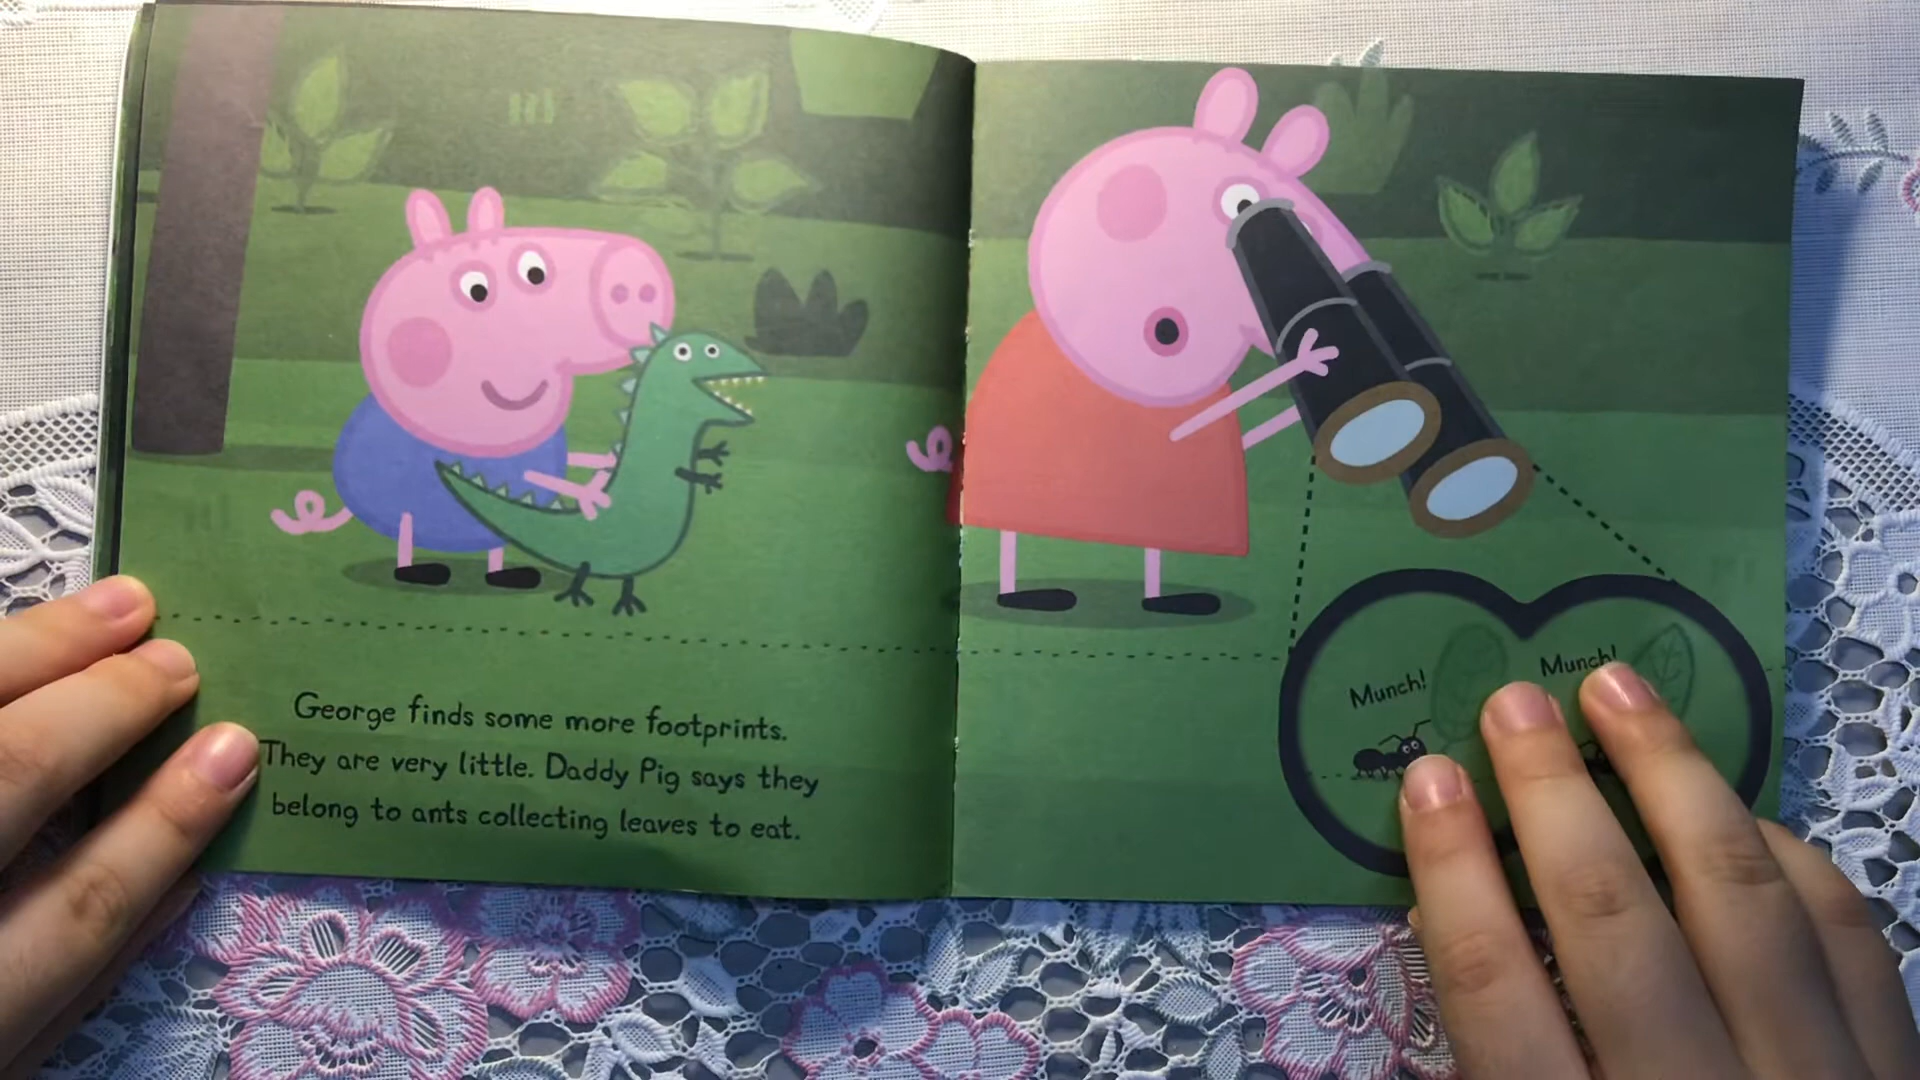 George finds some more footprints.
They are very little. Daddy Pig says they
belong to ants collecting leaves to eat.
Munch!
Munch!